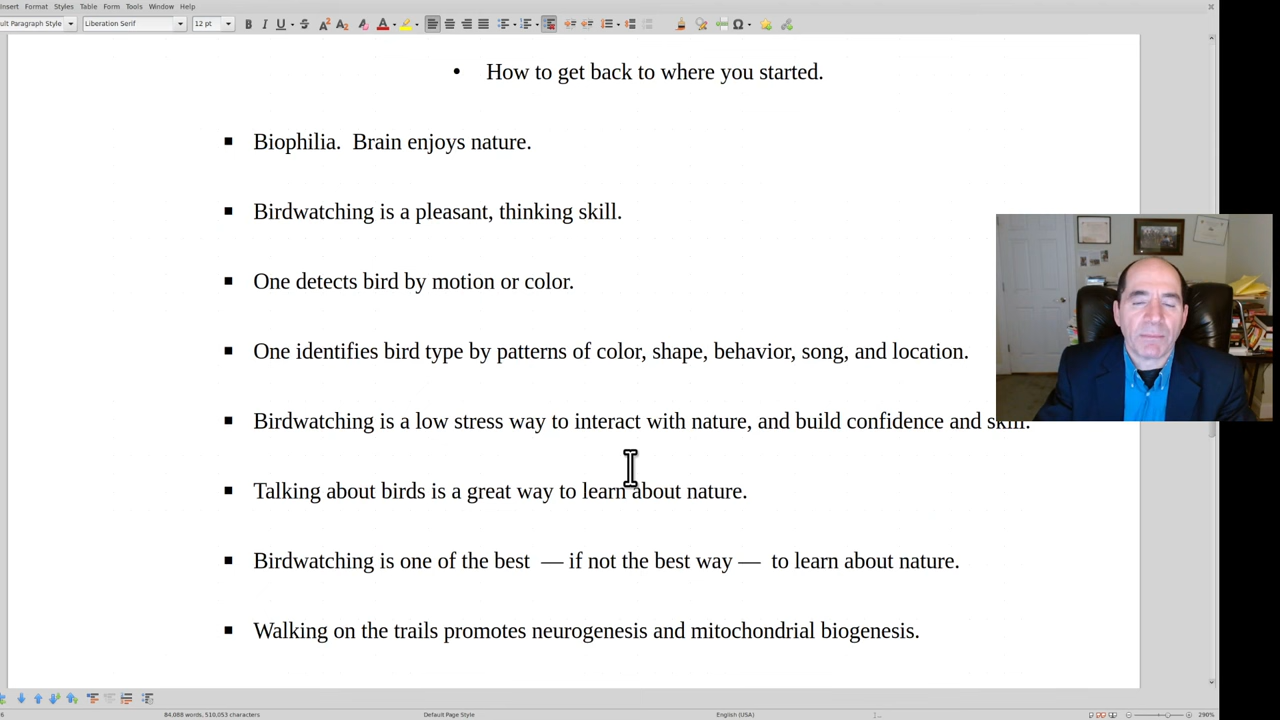 Insert Format Styles Table Form Tools Window Help
ult Paragraph Style Liberation Serif 12 pt
• How to get back to where you started.
▪ Biophilia.  Brain enjoys nature.
▪ Birdwatching is a pleasant, thinking skill.
▪ One detects bird by motion or color.
▪ One identifies bird type by patterns of color, shape, behavior, song, and location.
▪ Birdwatching is a low stress way to interact with nature, and build confidence and skill.
▪ Talking about birds is a great way to learn about nature.
▪ Birdwatching is one of the best  — if not the best way —  to learn about nature.
▪ Walking on the trails promotes neurogenesis and mitochondrial biogenesis.
84,088 words, 510,053 characters Default Page Style English (USA) 290%